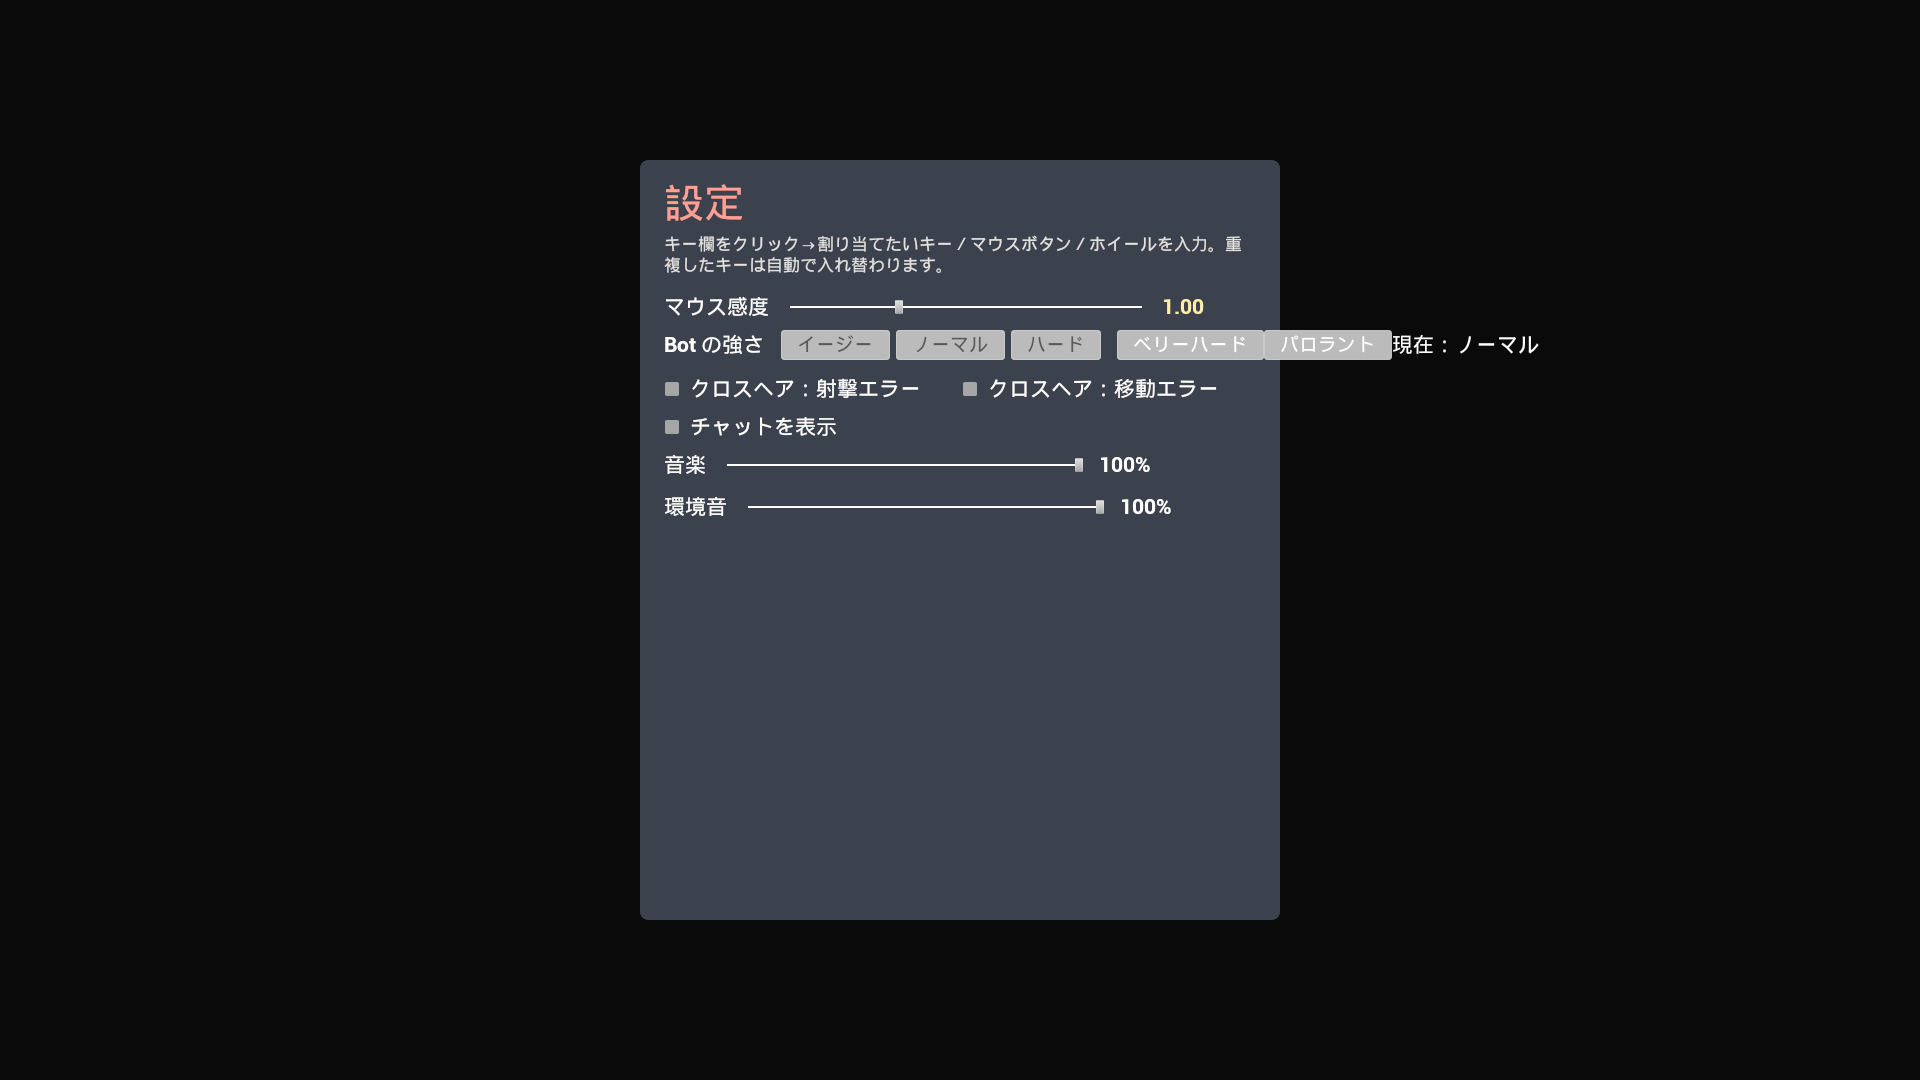 設定
キー欄をクリック→割り当てたいキー / マウスボタン / ホイールを入力。重
複したキーは自動で入れ替わります。
マウス感度 1.00
Bot の強さ イージー ノーマル ハード ベリーハード パロラント 現在：ノーマル
クロスヘア：射撃エラー クロスヘア：移動エラー
チャットを表示
音楽 100%
環境音 100%